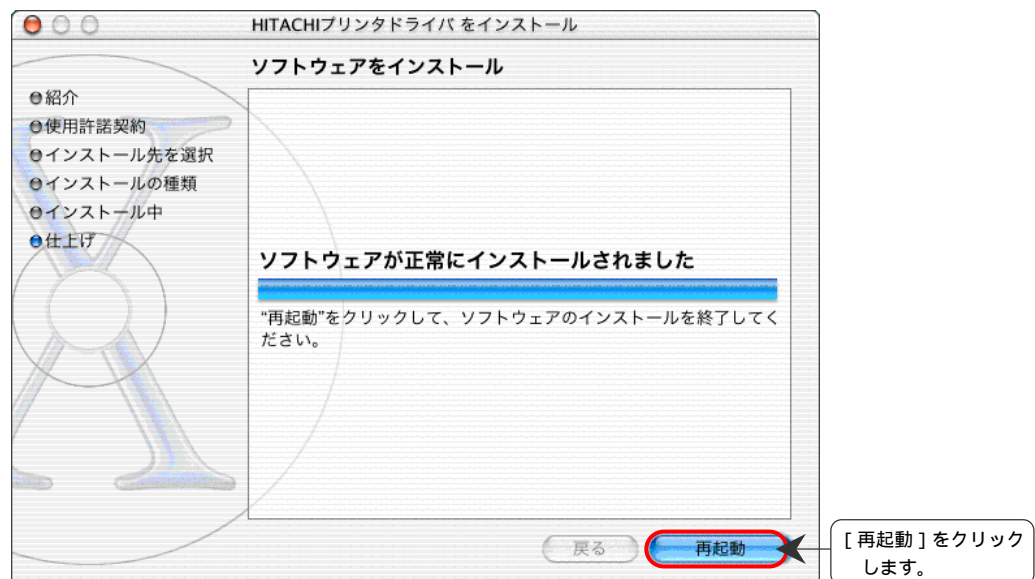 HITACHIプリンタドライバ をインストール
ソフトウェアをインストール
紹介
使用許諾契約
インストール先を選択
インストールの種類
インストール中
仕上げ
ソフトウェアが正常にインストールされました
“再起動”をクリックして、ソフトウェアのインストールを終了してく
ださい。
戻る
再起動
[ 再起動 ] をクリック
します。